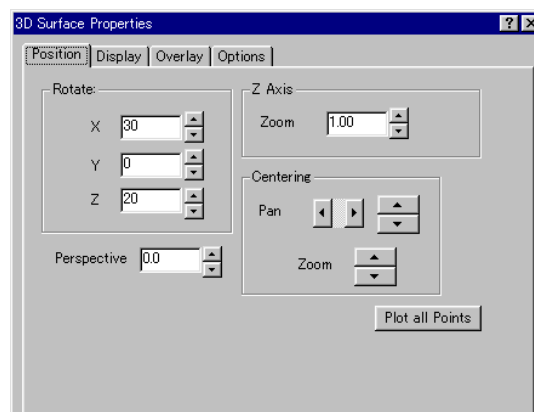 3D Surface Properties
Position Display Overlay Options
Rotate:
X 30
Y 0
Z 20
Perspective 0.0
Z Axis
Zoom 1.00
Centering
Pan
Zoom
Plot all Points